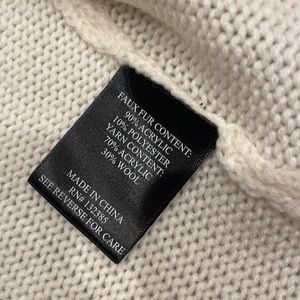 FAUX FUR CONTENT:
90% ACRYLIC
10% POLYESTER
YARN CONTENT:
70% ACRYLIC
30% WOOL
MADE IN CHINA
RN# 132385
SEE REVERSE FOR CARE